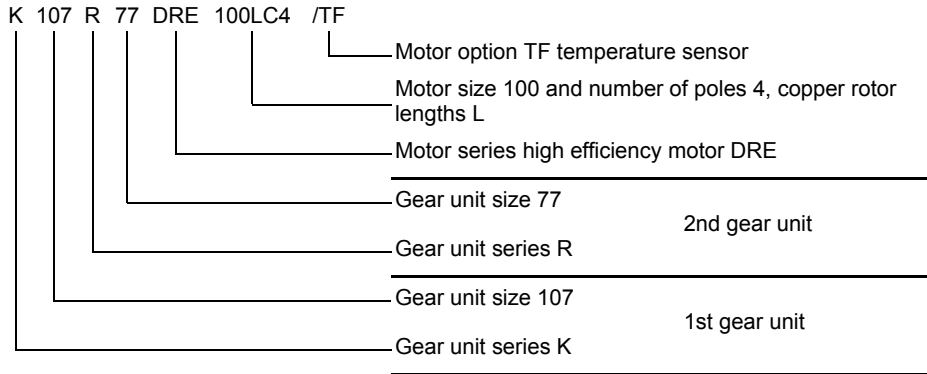 K 107 R 77 DRE 100LC4 /TF
Motor option TF temperature sensor
Motor size 100 and number of poles 4, copper rotor
lengths L
Motor series high efficiency motor DRE
Gear unit size 77
2nd gear unit
Gear unit series R
Gear unit size 107
1st gear unit
Gear unit series K